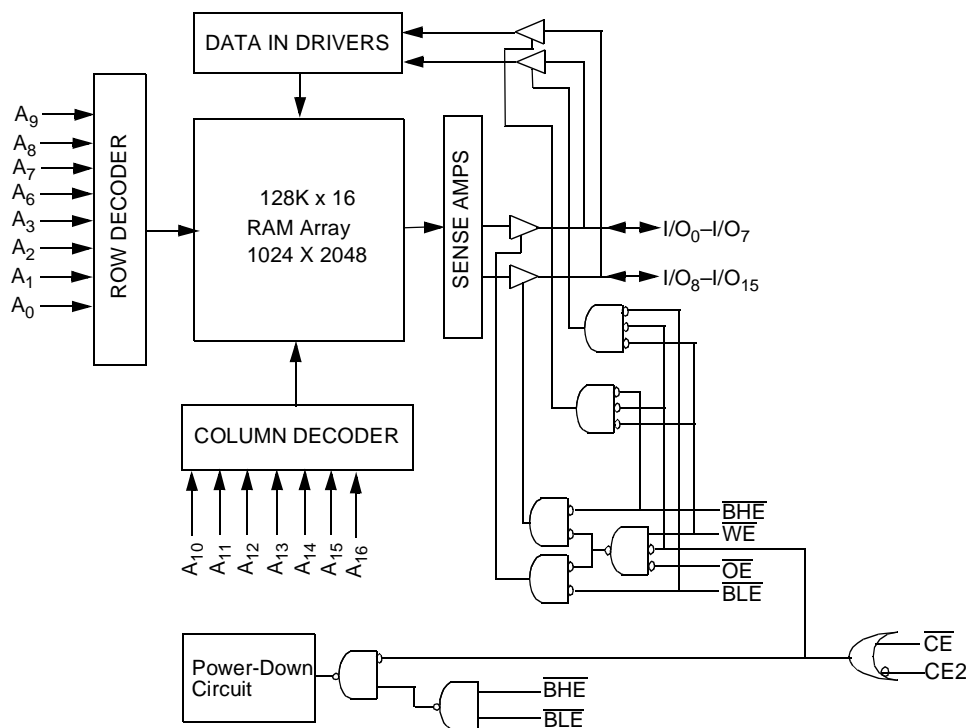 DATA IN DRIVERS
A9
A8
A7
A6
A3
A2
A1
A0
ROW DECODER
128K x 16
RAM Array
1024 X 2048
SENSE AMPS
I/O0–I/O7
I/O8–I/O15
COLUMN DECODER
A10
A11
A12
A13
A14
A15
A16
BHE
WE
OE
BLE
CE
CE2
Power-Down
Circuit
BHE
BLE